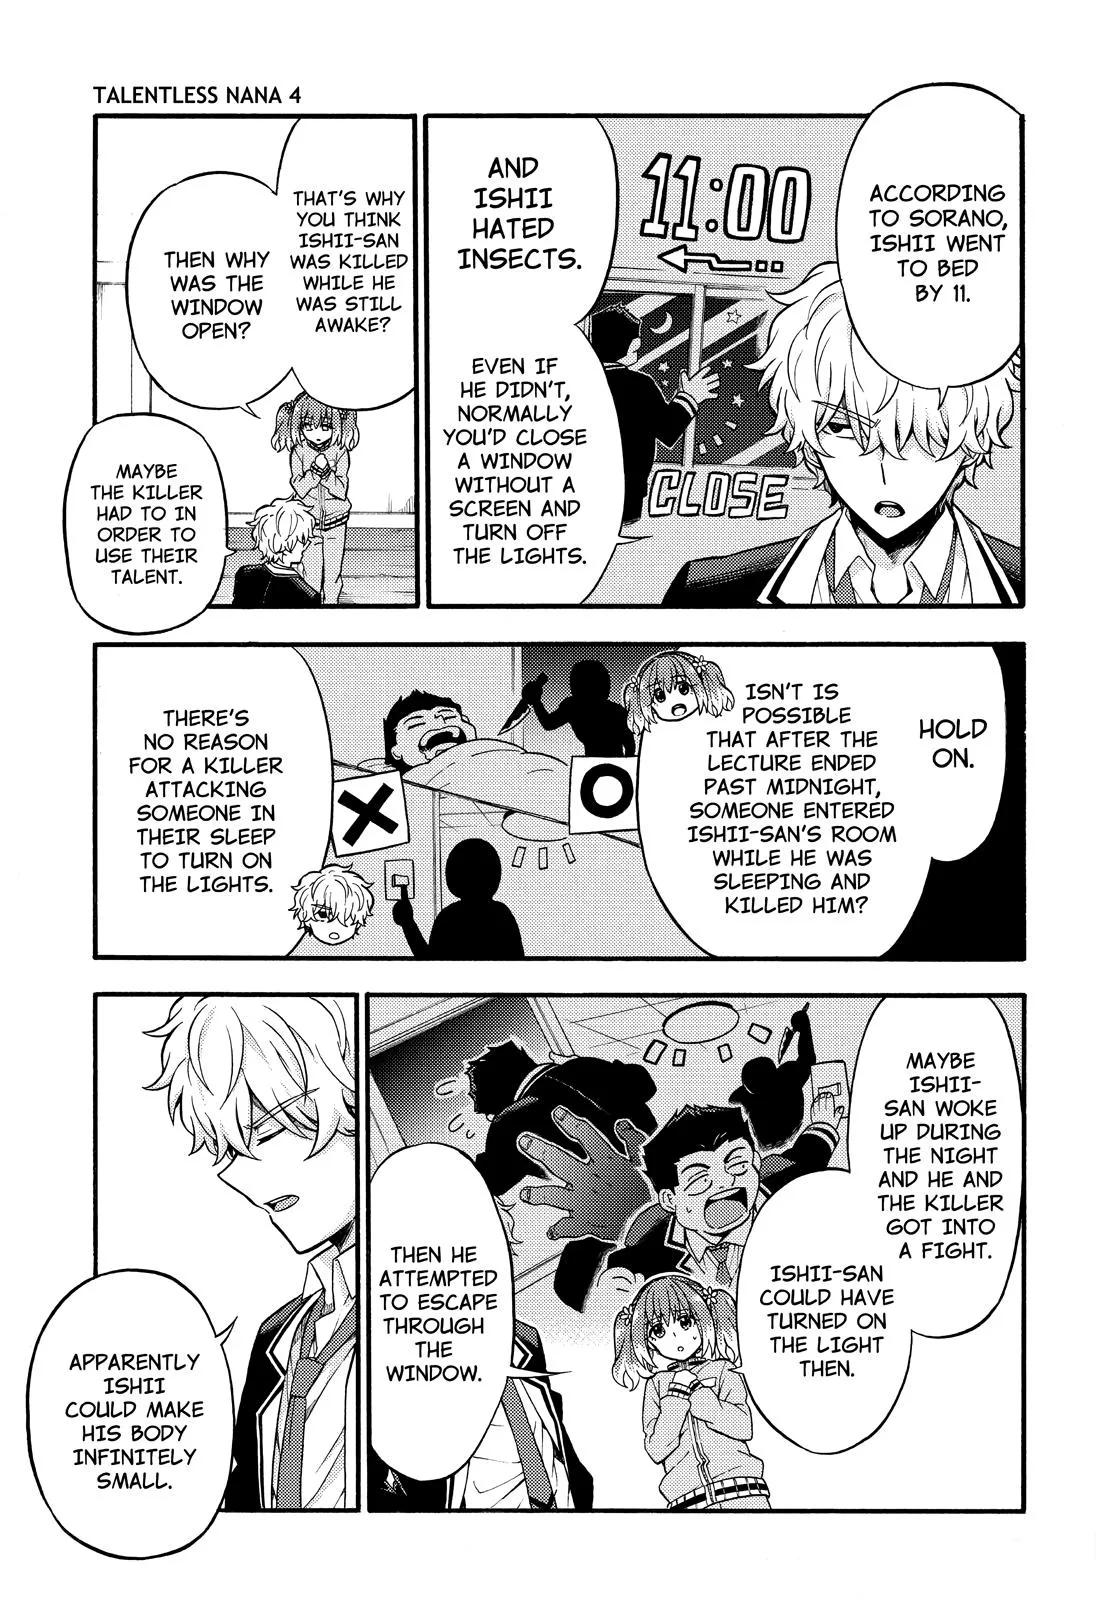 TALENTLESS NANA 4
ACCORDING
TO SORANO,
ISHII WENT
TO BED
BY 11.
11:00
CLOSE
AND
ISHII
HATED
INSECTS.
EVEN IF
HE DIDN'T,
NORMALLY
YOU'D CLOSE
A WINDOW
WITHOUT A
SCREEN AND
TURN OFF
THE LIGHTS.
THAT'S WHY
YOU THINK
ISHII-SAN
WAS KILLED
WHILE HE
WAS STILL
AWAKE?
THEN WHY
WAS THE
WINDOW
OPEN?
MAYBE
THE KILLER
HAD TO IN
ORDER TO
USE THEIR
TALENT.
HOLD
ON.
ISN'T IS
POSSIBLE
THAT AFTER THE
LECTURE ENDED
PAST MIDNIGHT,
SOMEONE ENTERED
ISHII-SAN'S ROOM
WHILE HE WAS
SLEEPING AND
KILLED HIM?
THERE'S
NO REASON
FOR A KILLER
ATTACKING
SOMEONE IN
THEIR SLEEP
TO TURN ON
THE LIGHTS.
MAYBE
ISHII-
SAN WOKE
UP DURING
THE NIGHT
AND HE AND
THE KILLER
GOT INTO
A FIGHT.
ISHII-SAN
COULD HAVE
TURNED ON
THE LIGHT
THEN.
THEN HE
ATTEMPTED
TO ESCAPE
THROUGH
THE
WINDOW.
APPARENTLY
ISHII
COULD MAKE
HIS BODY
INFINITELY
SMALL.